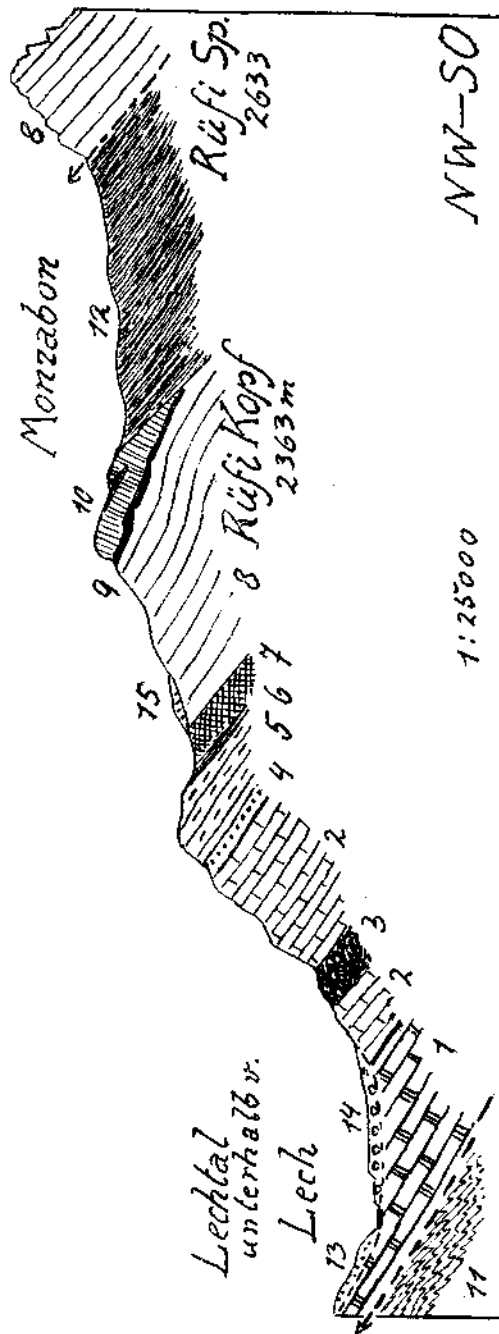 Lechtal
unterhalb v.
Lech
Monzabon
13
14
15
9
10
12
8
11
1
2
3
2
4
5
6
7
8
Rüfi Kopf
2363 m
Rüfi Sp.
2633
1:25000
NW–SO